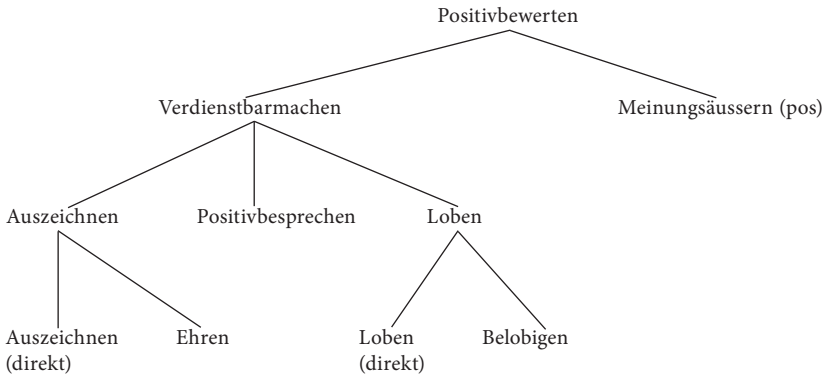 Positivbewerten
Verdienstbarmachen Meinungsäussern (pos)
Auszeichnen Positivbesprechen Loben
Auszeichnen Ehren Loben Belobigen
(direkt) (direkt)